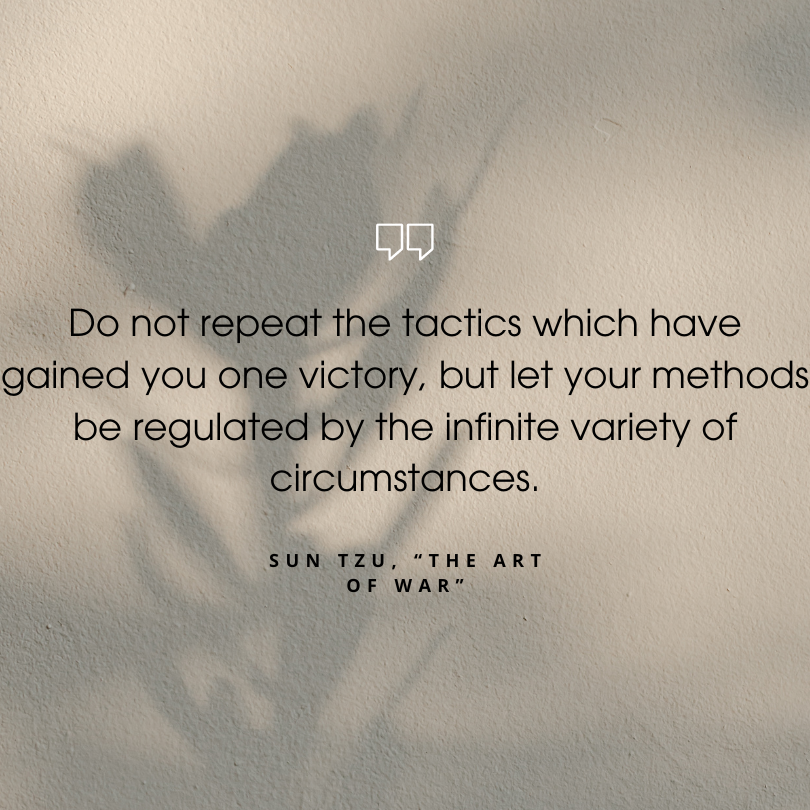 Do not repeat the tactics which have
gained you one victory, but let your methods
be regulated by the infinite variety of
circumstances.
SUN TZU, “THE ART
OF WAR”